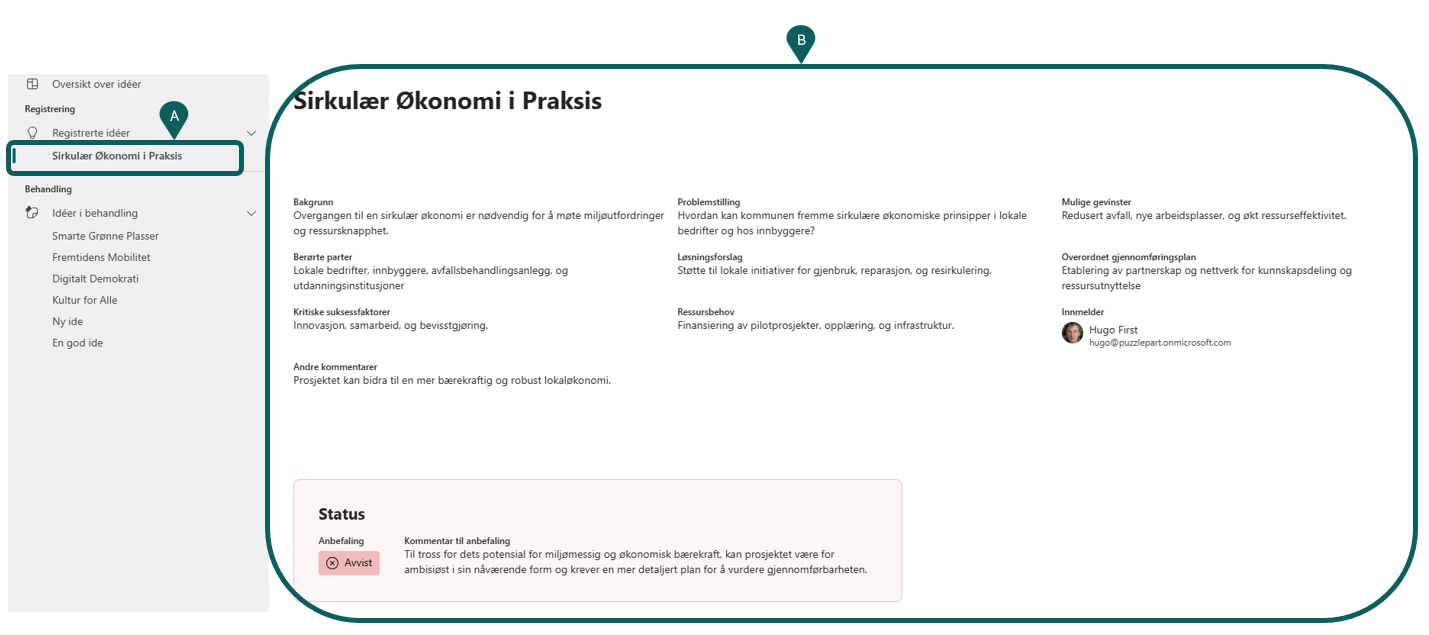 B
Oversikt over idéer
Registrering
A
Registrerte idéer
Sirkulær Økonomi i Praksis
Behandling
Idéer i behandling
Smarte Grønne Plasser
Fremtidens Mobilitet
Digitalt Demokrati
Kultur for Alle
Ny ide
En god ide
Sirkulær Økonomi i Praksis
Bakgrunn
Overgangen til en sirkulær økonomi er nødvendig for å møte miljøutfordringer
og ressursknapphet.
Problemstilling
Hvordan kan kommunen fremme sirkulære økonomiske prinsipper i lokale
bedrifter og hos innbyggere?
Mulige gevinster
Redusert avfall, nye arbeidsplasser, og økt ressurseffektivitet.
Berørte parter
Lokale bedrifter, innbyggere, avfallsbehandlingsanlegg, og
utdanningsinstitusjoner
Løsningsforslag
Støtte til lokale initiativer for gjenbruk, reparasjon, og resirkulering.
Overordnet gjennomføringsplan
Etablering av partnerskap og nettverk for kunnskapsdeling og
ressursutnyttelse
Kritiske suksessfaktorer
Innovasjon, samarbeid, og bevisstgjøring.
Ressursbehov
Finansiering av pilotprosjekter, opplæring, og infrastruktur.
Innmelder
Hugo First
hugo@puzzlepart.onmicrosoft.com
Andre kommentarer
Prosjektet kan bidra til en mer bærekraftig og robust lokaløkonomi.
Status
Anbefaling
Avvist
Kommentar til anbefaling
Til tross for dets potensial for miljømessig og økonomisk bærekraft, kan prosjektet være for
ambisiøst i sin nåværende form og krever en mer detaljert plan for å vurdere gjennomførbarheten.